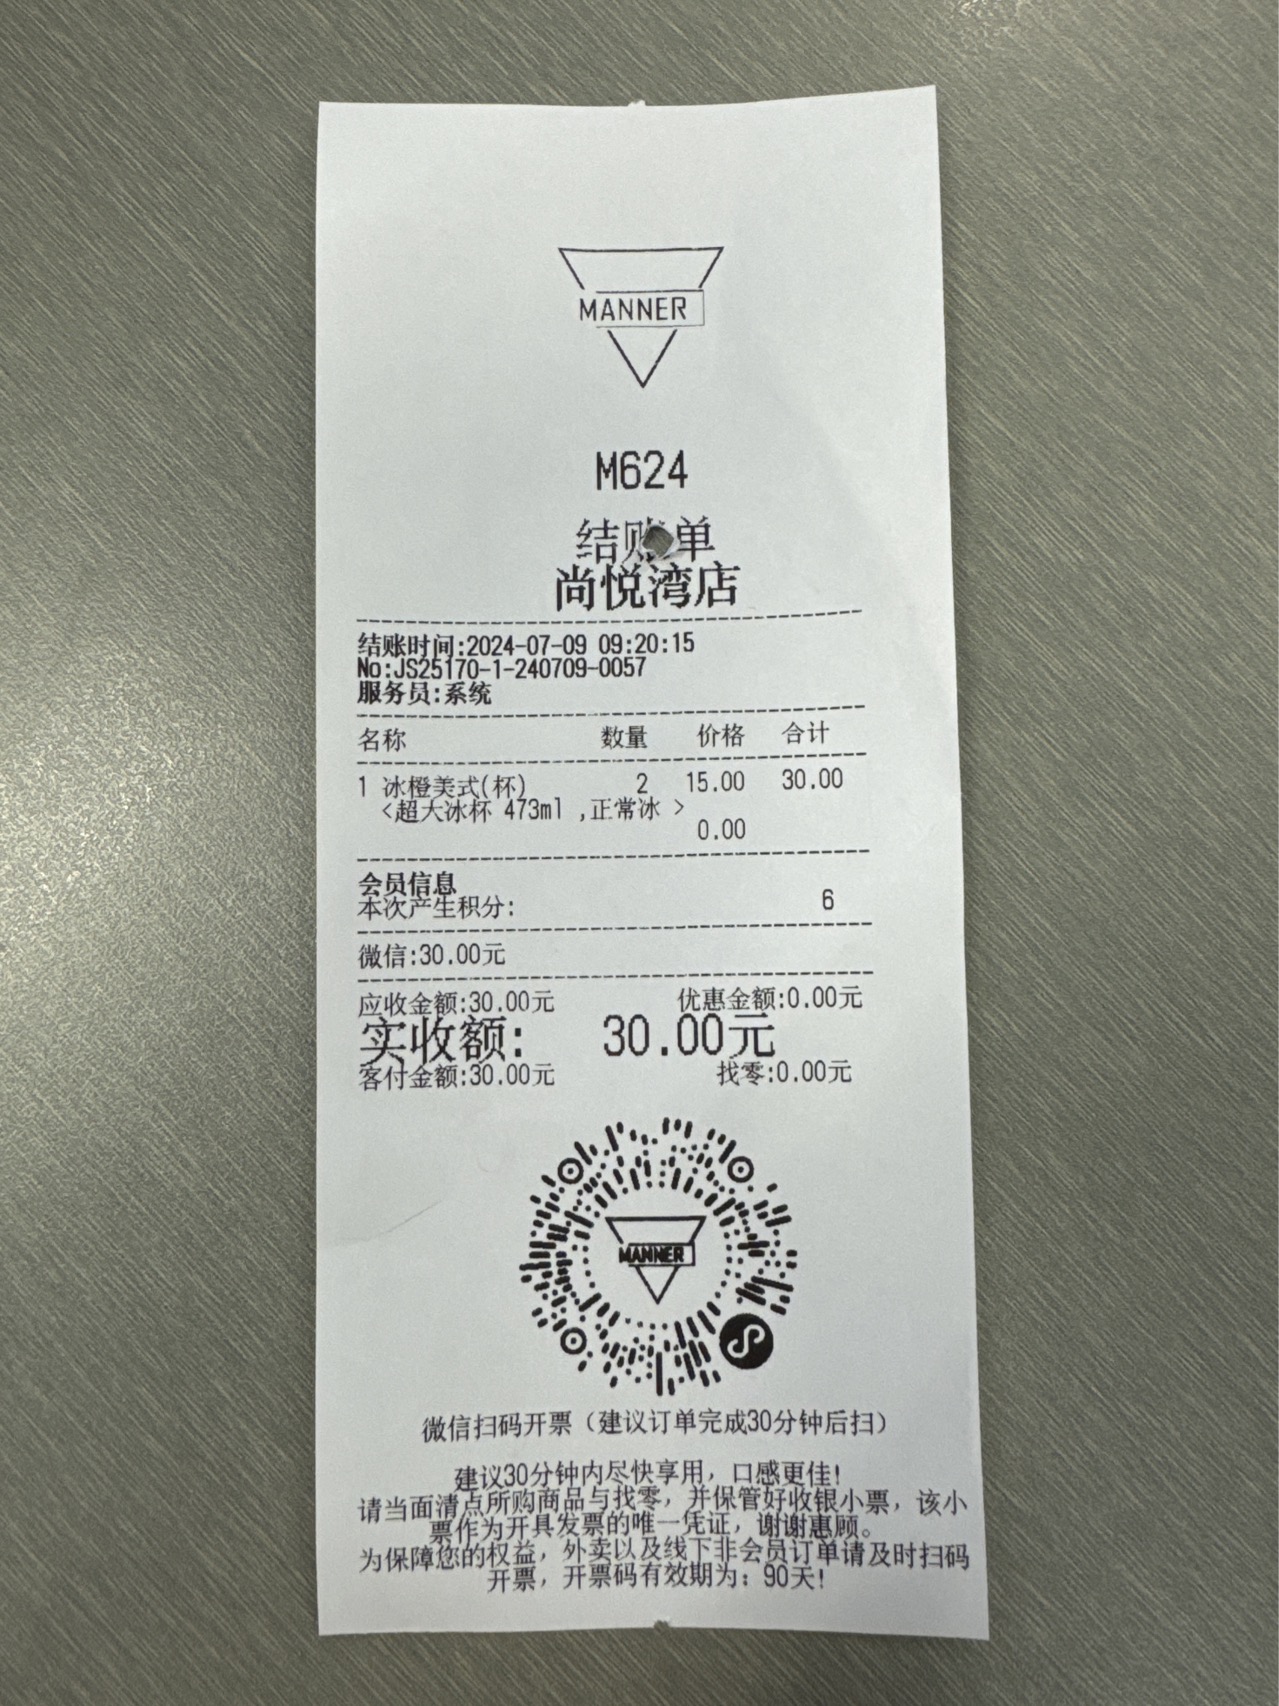 MANNER
M624
结账单
尚悦湾店
结账时间:2024-07-09 09:20:15
No:JS25170-1-240709-0057
服务员:系统
名称 数量 价格 合计
1 冰橙美式(杯) 2 15.00 30.00
<超大冰杯 473ml ,正常冰 >
0.00
会员信息
本次产生积分: 6
微信:30.00元
应收金额:30.00元 优惠金额:0.00元
实收额: 30.00元
客付金额:30.00元 找零:0.00元
MANNER
微信扫码开票（建议订单完成30分钟后扫）
建议30分钟内尽快享用，口感更佳!
请当面清点所购商品与找零，并保管好收银小票，该小
票作为开具发票的唯一凭证，谢谢惠顾。
为保障您的权益，外卖以及线下非会员订单请及时扫码
开票，开票码有效期为：90天!